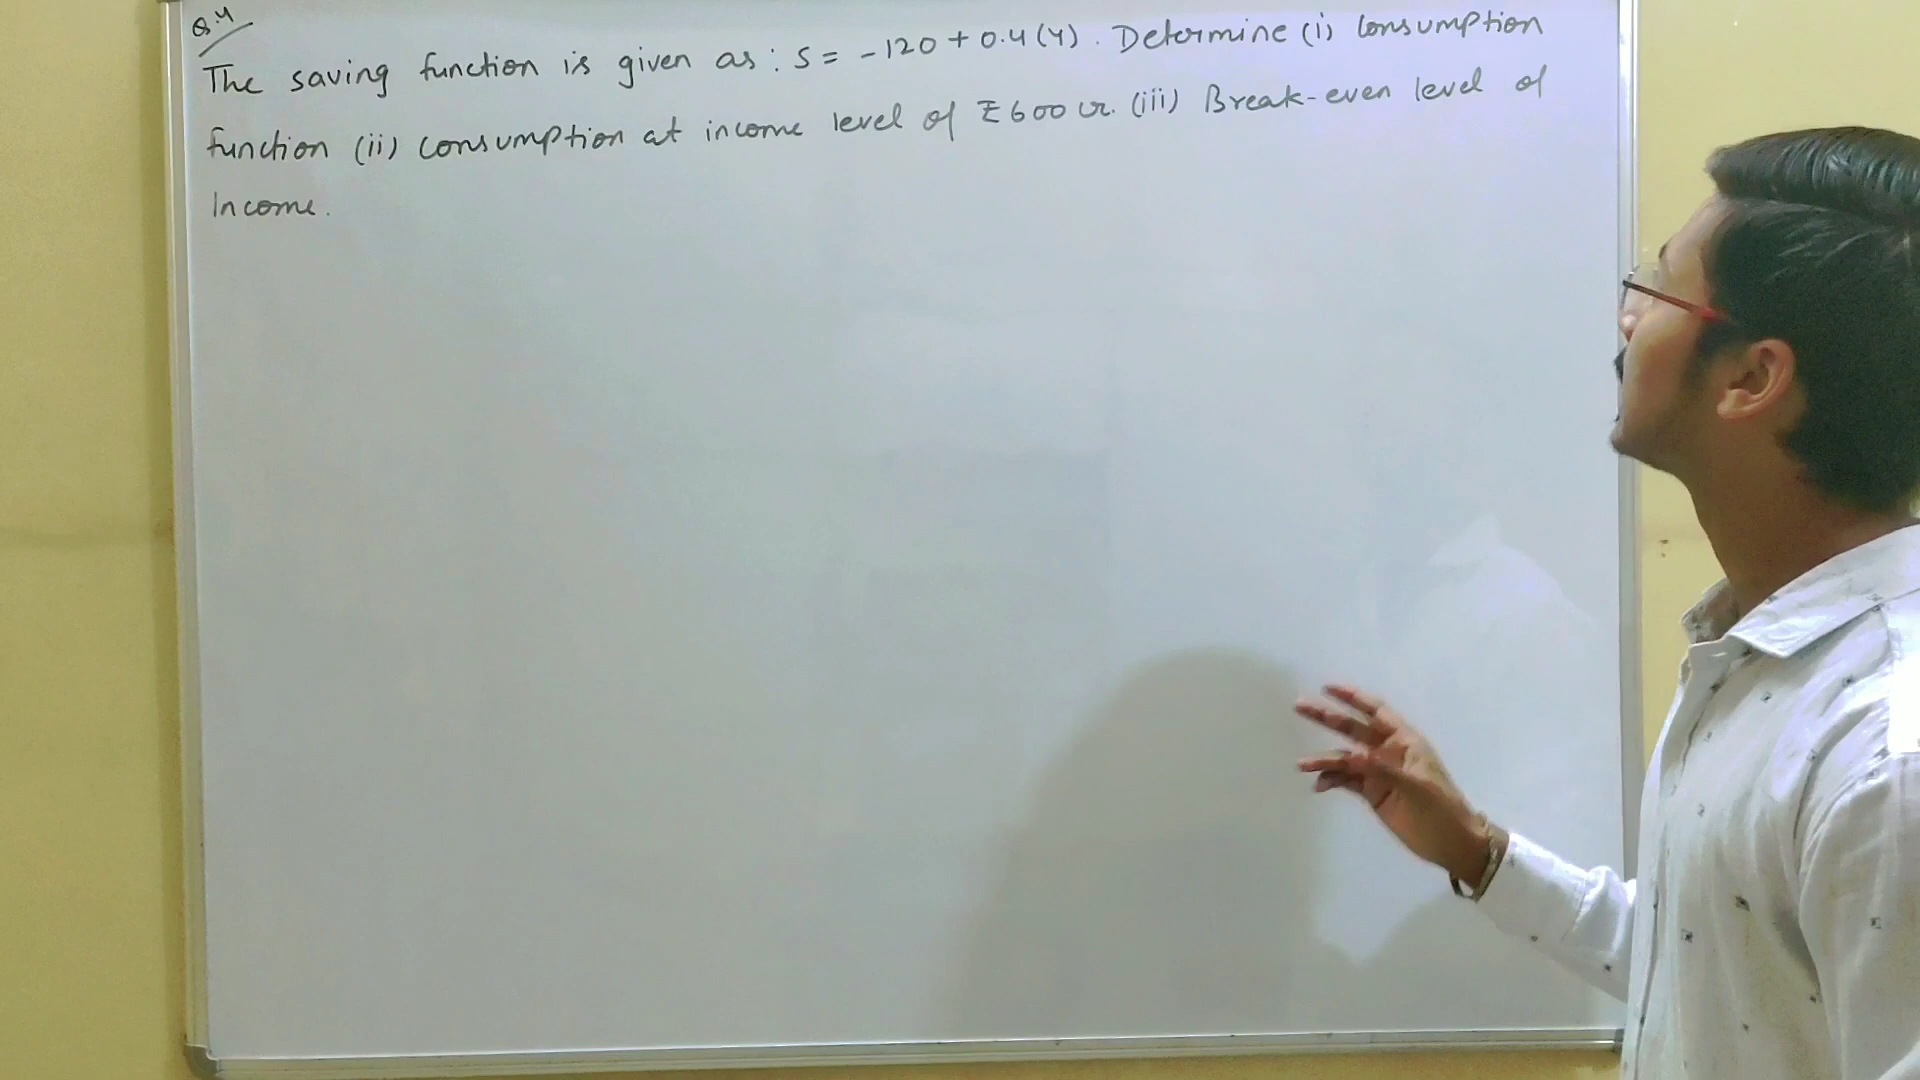 Q.4
The saving function is given as : S = -120 + 0.4 (Y) . Determine (i) Consumption
function (ii) consumption at income level of ₹600 cr. (iii) Break-even level of
Income.